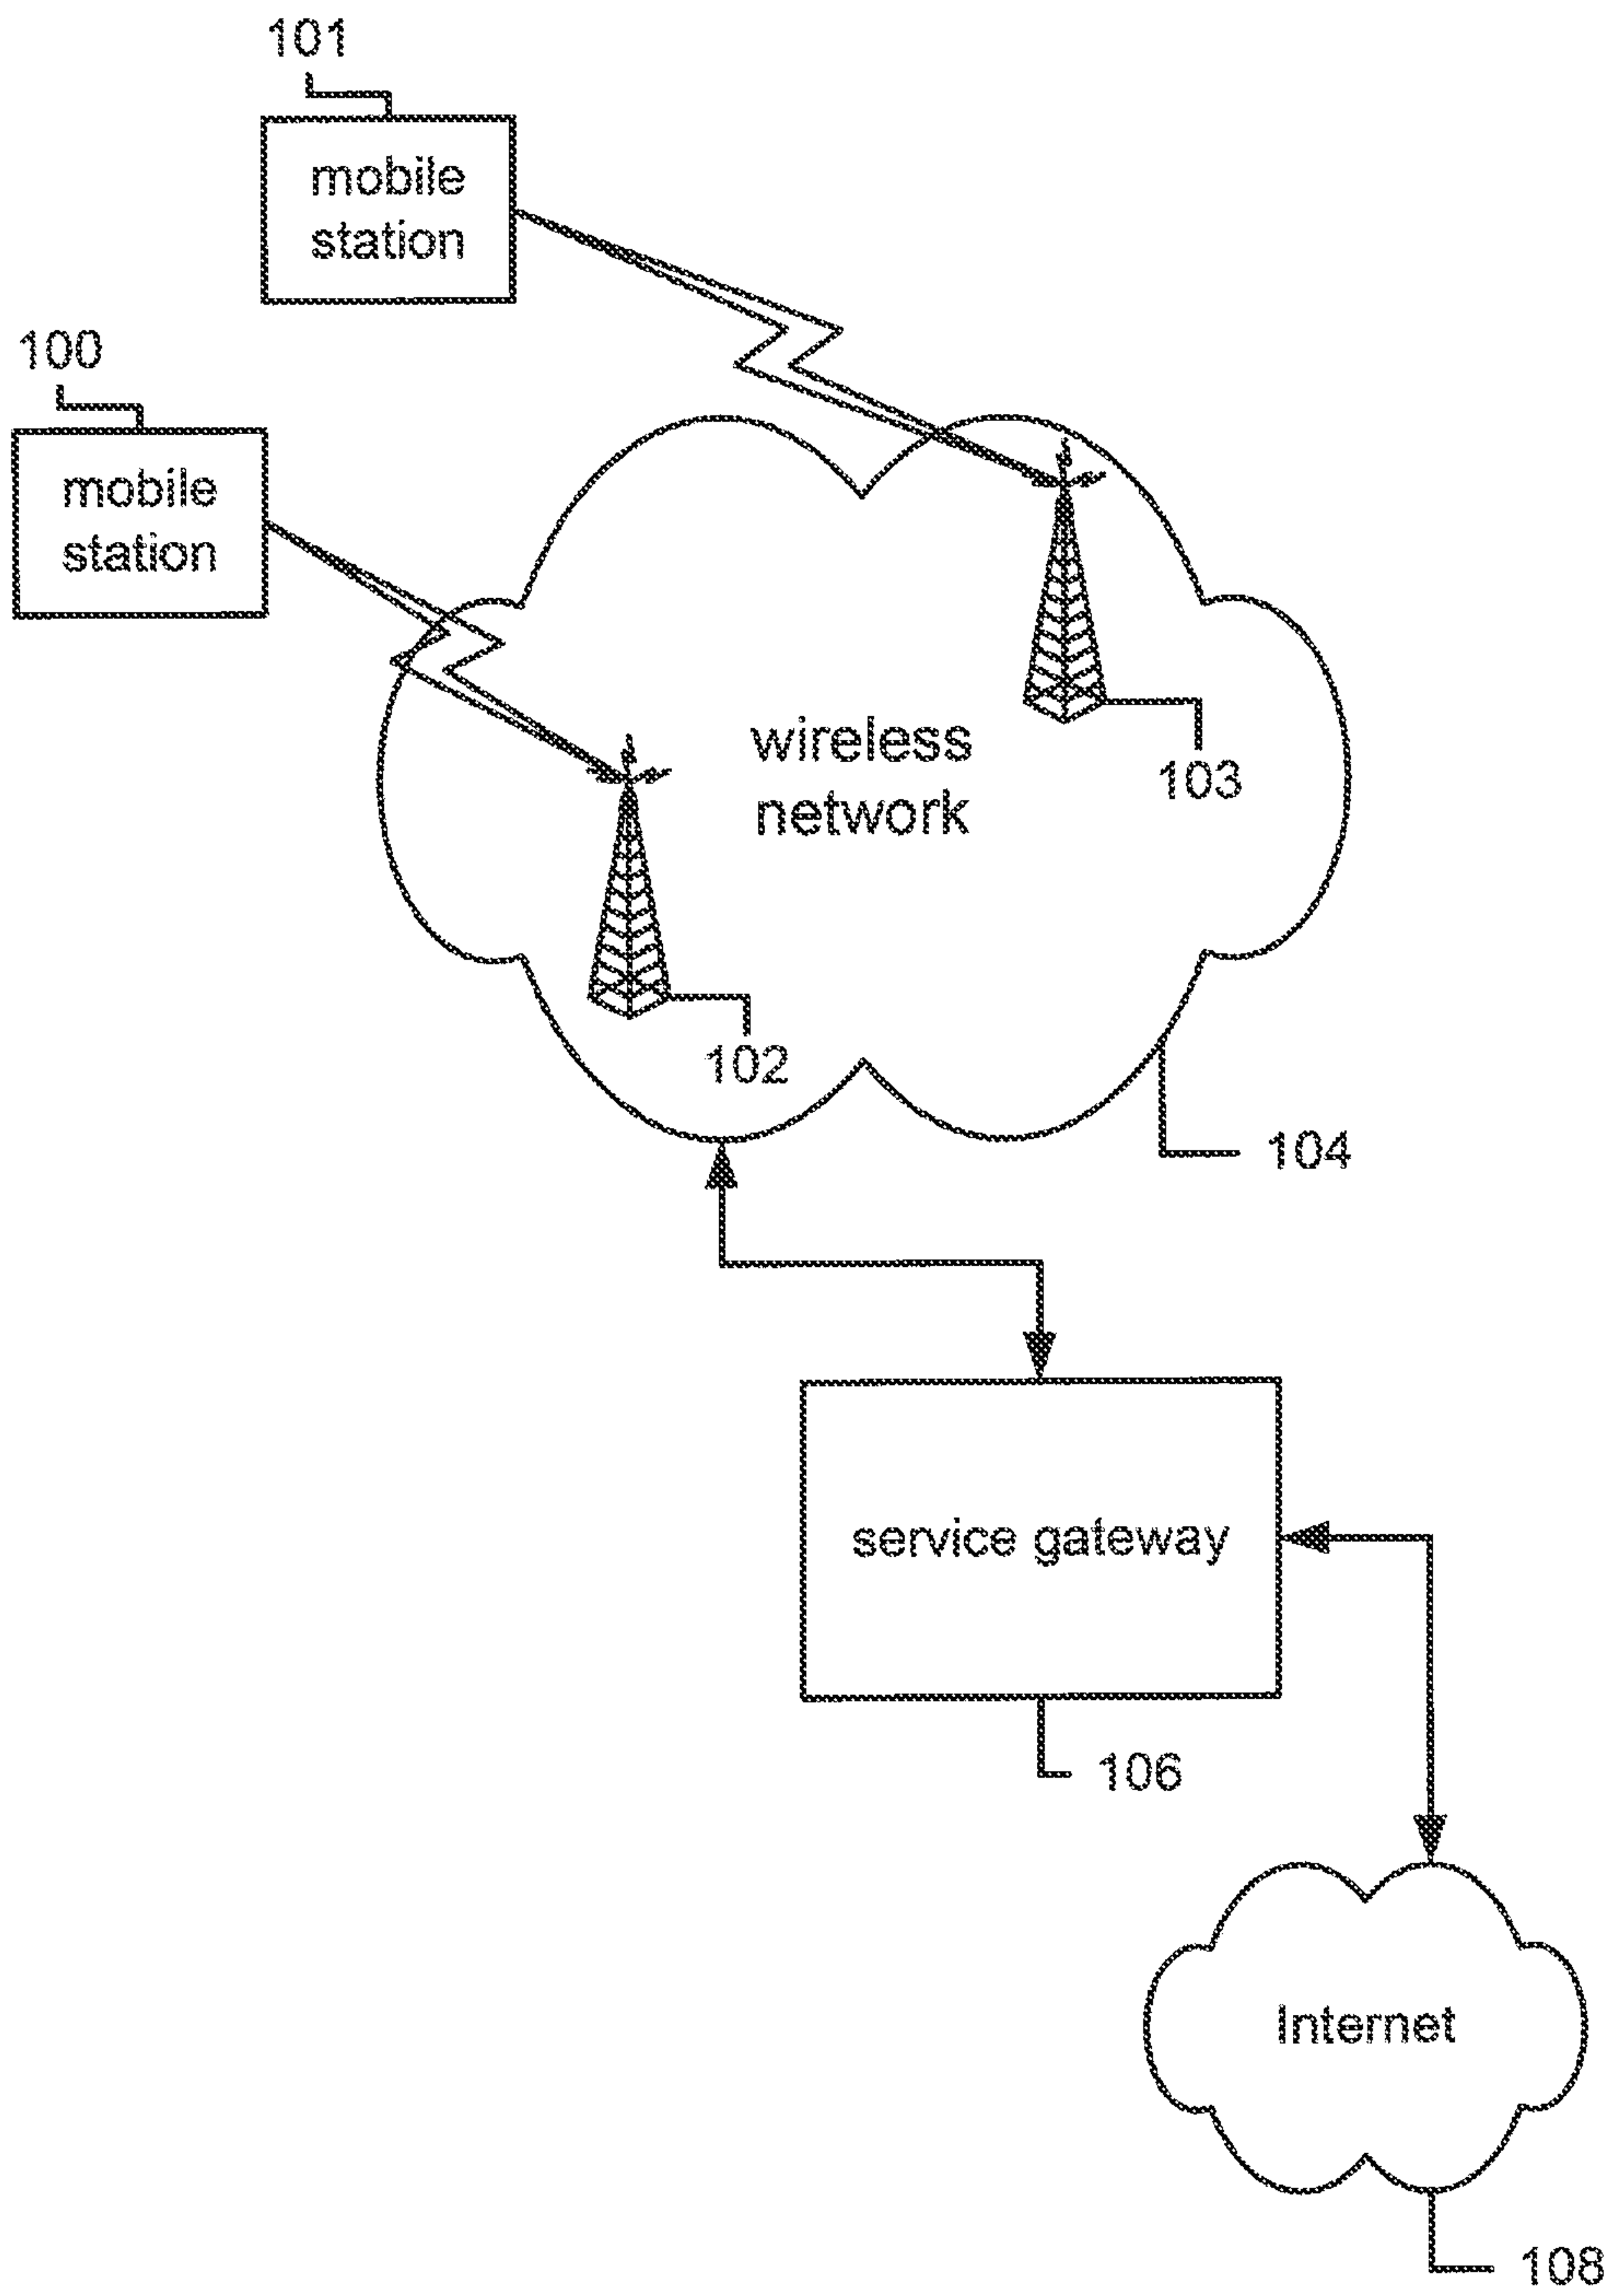 101
mobile
station
100
mobile
station
wireless
network
103
102
104
service gateway
106
Internet
108